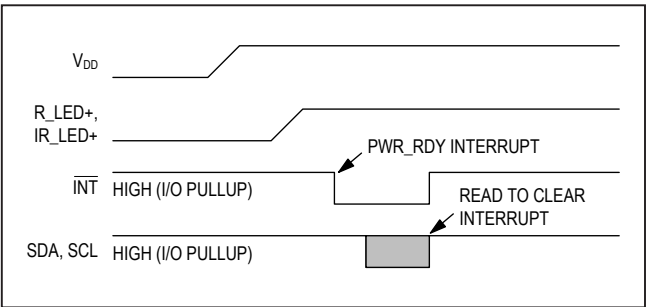 VDD
R_LED+,
IR_LED+
PWR_RDY INTERRUPT
INT HIGH (I/O PULLUP)
READ TO CLEAR
INTERRUPT
SDA, SCL HIGH (I/O PULLUP)